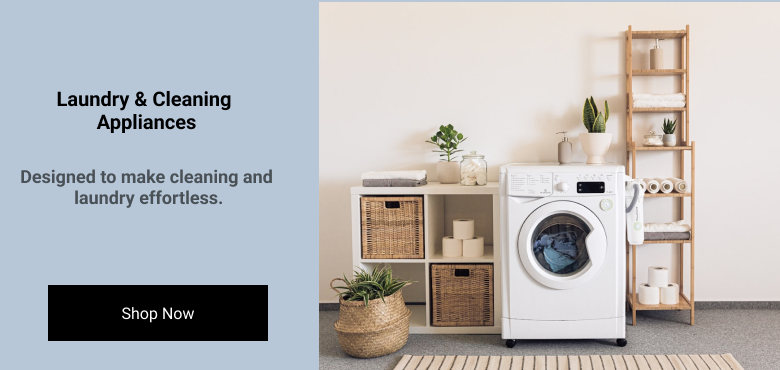 Laundry & Cleaning
Appliances
Designed to make cleaning and
laundry effortless.
Shop Now